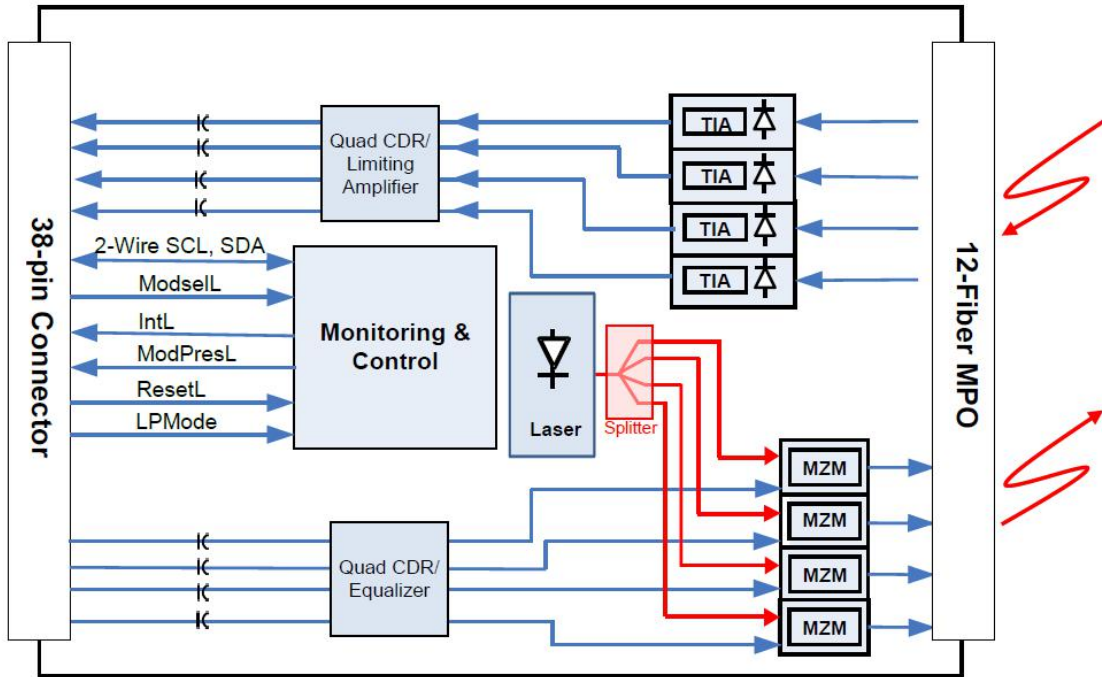 38-pin Connector
Quad CDR/
Limiting
Amplifier
TIA
TIA
TIA
TIA
12-Fiber MPO
2-Wire SCL, SDA
ModselL
IntL
ModPresL
ResetL
LPMode
Monitoring &
Control
Laser
Splitter
Quad CDR/
Equalizer
MZM
MZM
MZM
MZM